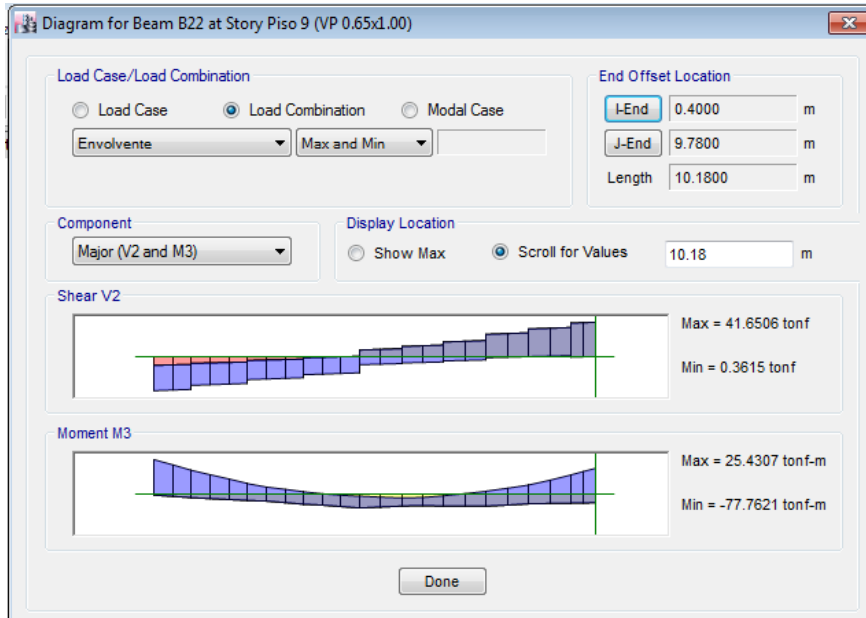 Diagram for Beam B22 at Story Piso 9 (VP 0.65x1.00)
Load Case/Load Combination
Load Case Load Combination Modal Case
Envolvente Max and Min
End Offset Location
I-End 0.4000 m
J-End 9.7800 m
Length 10.1800 m
Component
Major (V2 and M3)
Display Location
Show Max Scroll for Values 10.18 m
Shear V2
Max = 41.6506 tonf
Min = 0.3615 tonf
Moment M3
Max = 25.4307 tonf-m
Min = -77.7621 tonf-m
Done